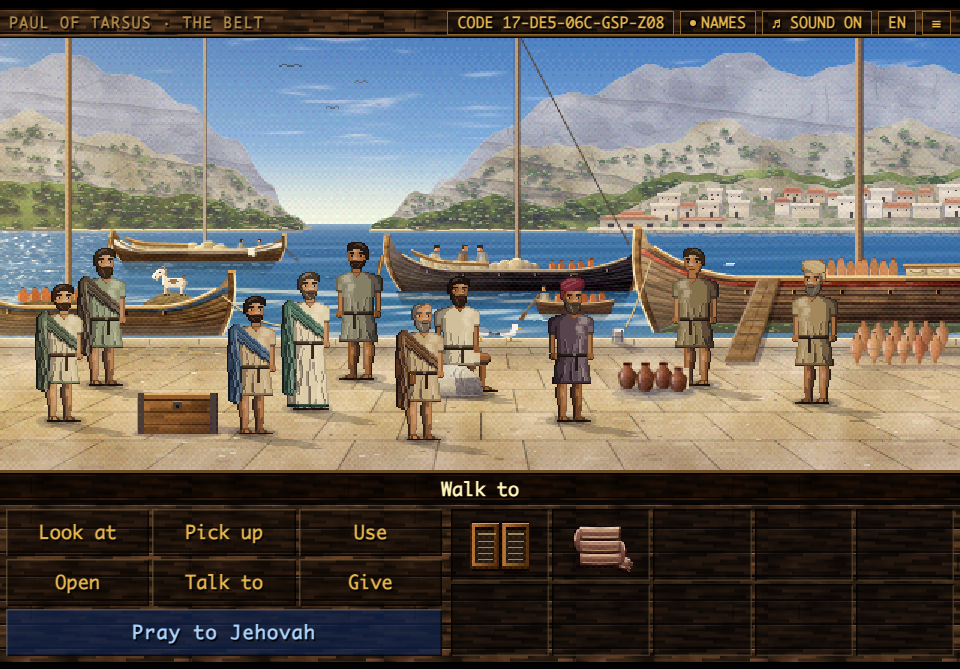 PAUL OF TARSUS · THE BELT
CODE 17-DE5-06C-GSP-Z08
• NAMES
♬ SOUND ON
EN
≡
Walk to
Look at
Pick up
Use
Open
Talk to
Give
Pray to Jehovah